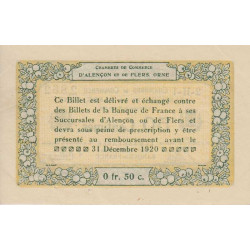 Chambre de Commerce
D'ALENÇON ET DE FLERS ORNE
Ce Billet est délivré et échangé contre
des Billets de la Banque de France à ses
Succursales d'Alençon ou de Flers et
devra sous peine de prescription y être
présenté au remboursement avant le
31 Décembre 1920
0 fr. 50 c.